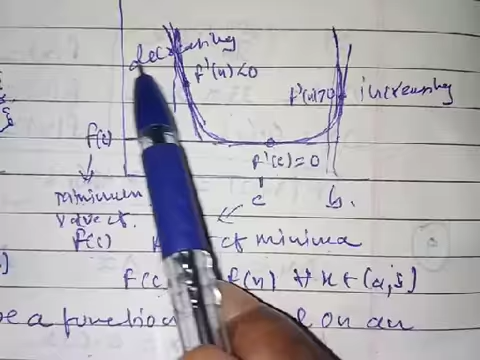 decreasing
f'(x)<0
f'(x)>0 increasing
f(c)
f'(c)=0
minimum
c b.
value of
f(c) of minima
f(c f(x) ∀ x ∈ [a,b]
be a function on an